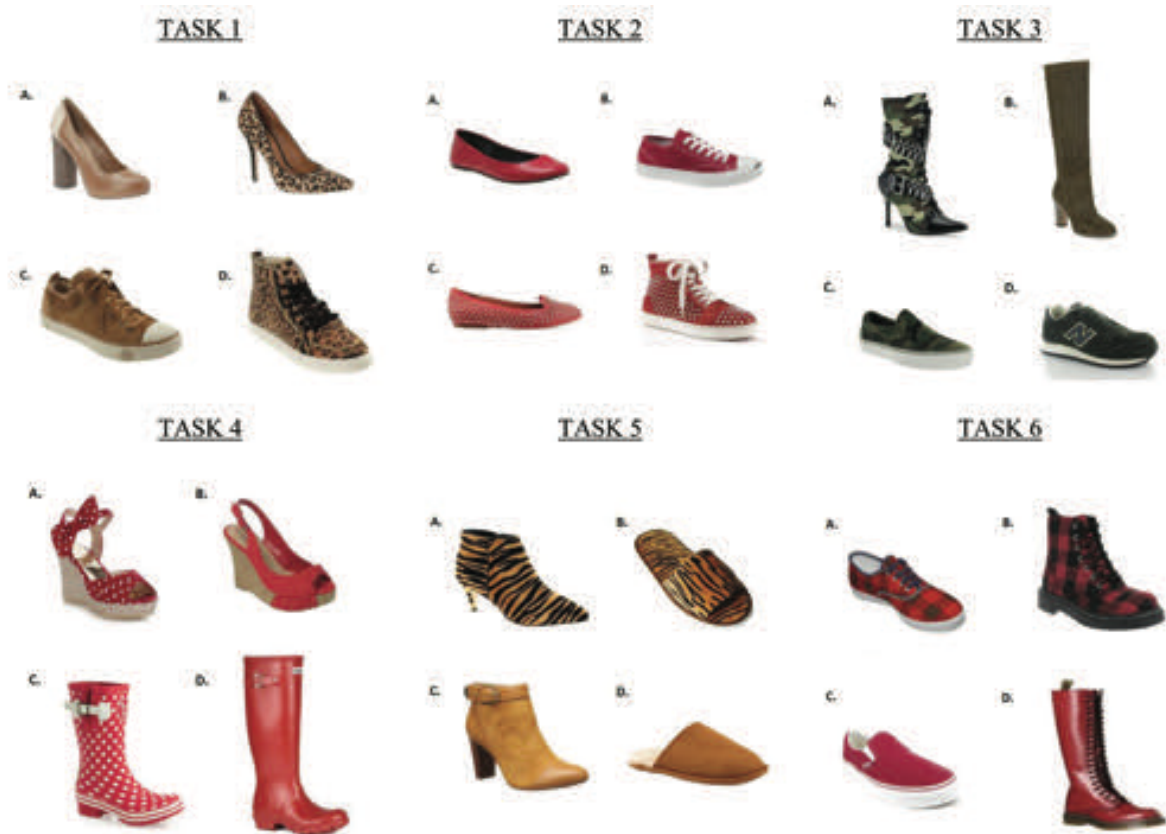 TASK 1
TASK 2
TASK 3
A.
B.
A.
B.
A.
B.
C.
D.
C.
D.
C.
D.
N
TASK 4
TASK 5
TASK 6
A.
B.
A.
B.
A.
B.
C.
D.
C.
D.
C.
D.